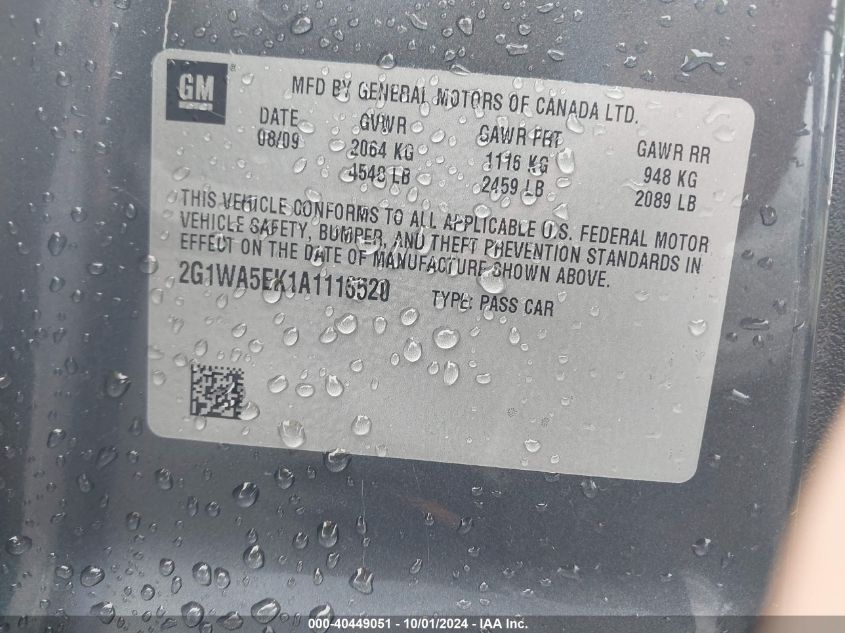 GM
MFD BY GENERAL MOTORS OF CANADA LTD.
DATE GVWR GAWR FRT GAWR RR
08/09 2064 KG 1116 KG 948 KG
4548 LB 2459 LB 2089 LB
THIS VEHICLE CONFORMS TO ALL APPLICABLE U.S. FEDERAL MOTOR
VEHICLE SAFETY, BUMPER, AND THEFT PREVENTION STANDARDS IN
EFFECT ON THE DATE OF MANUFACTURE SHOWN ABOVE.
2G1WA5EK1A1115520 TYPE: PASS CAR
000-40449051 - 10/01/2024 - IAA Inc.